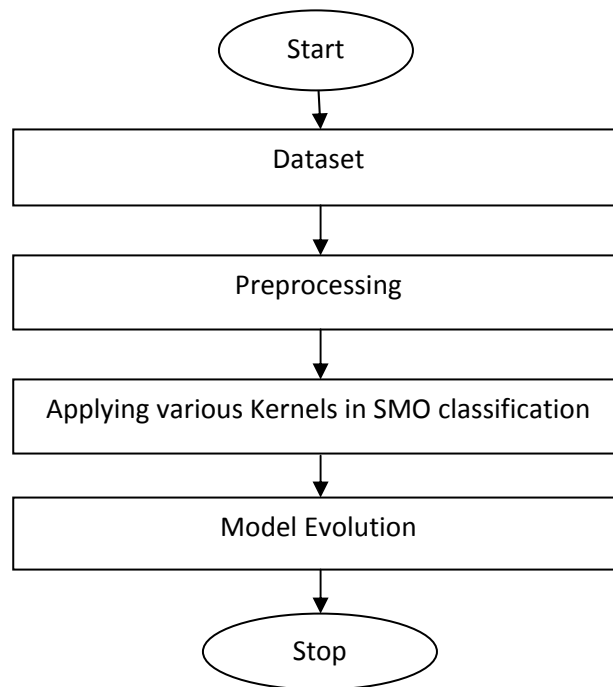 Start
Dataset
Preprocessing
Applying various Kernels in SMO classification
Model Evolution
Stop